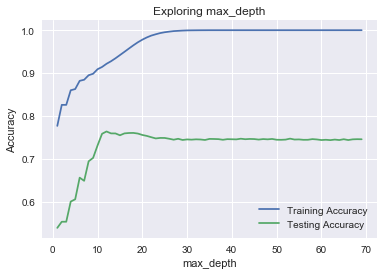 Exploring max_depth
1.0
0.9
0.8
0.7
0.6
Accuracy
0 10 20 30 40 50 60 70
max_depth
Training Accuracy
Testing Accuracy